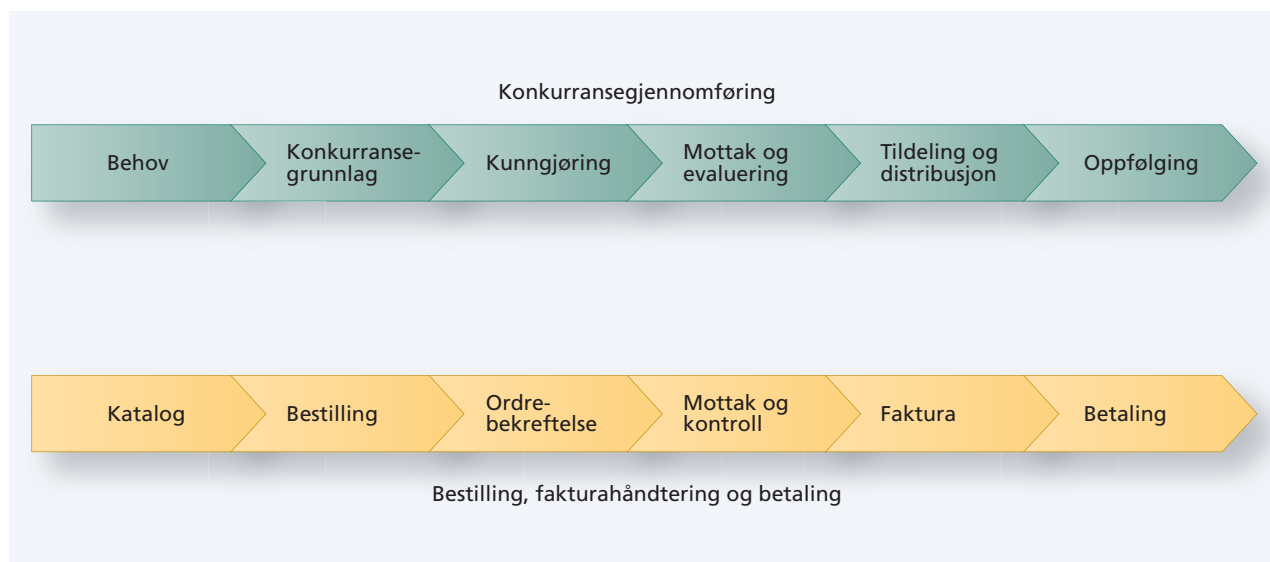 Konkurransegjennomføring
Behov
Konkurranse-
grunnlag
Kunngjøring
Mottak og
evaluering
Tildeling og
distribusjon
Oppfølging
Katalog
Bestilling
Ordre-
bekreftelse
Mottak og
kontroll
Faktura
Betaling
Bestilling, fakturahåndtering og betaling